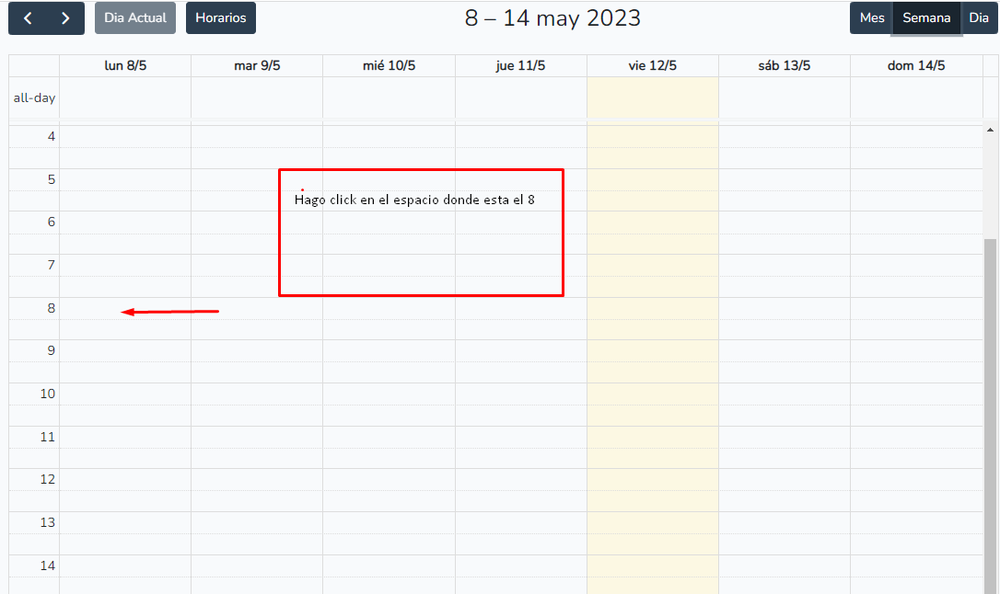 Dia Actual Horarios 8 – 14 may 2023 Mes Semana Dia
lun 8/5 mar 9/5 mié 10/5 jue 11/5 vie 12/5 sáb 13/5 dom 14/5
all-day
4
5
Hago click en el espacio donde esta el 8
6
7
8
9
10
11
12
13
14